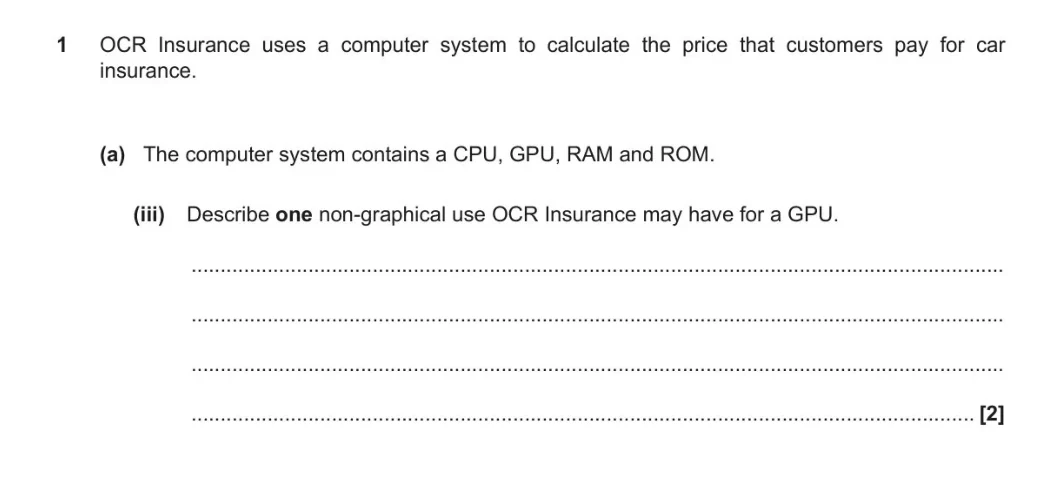 1 OCR Insurance uses a computer system to calculate the price that customers pay for car
insurance.
(a) The computer system contains a CPU, GPU, RAM and ROM.
(iii) Describe one non-graphical use OCR Insurance may have for a GPU.
[2]